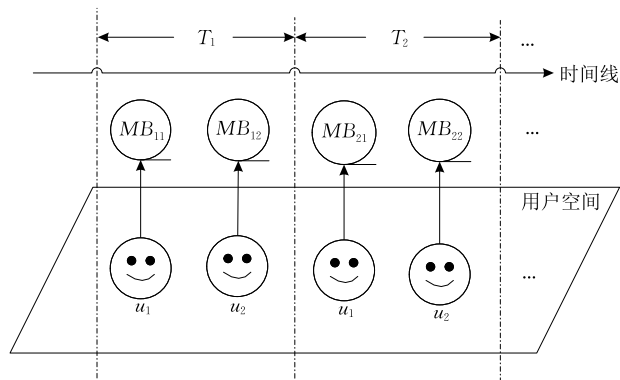 T₁ T₂ ...
时间线
MB₁₁ MB₁₂ MB₂₁ MB₂₂ ...
用户空间
...
u₁ u₂ u₁ u₂